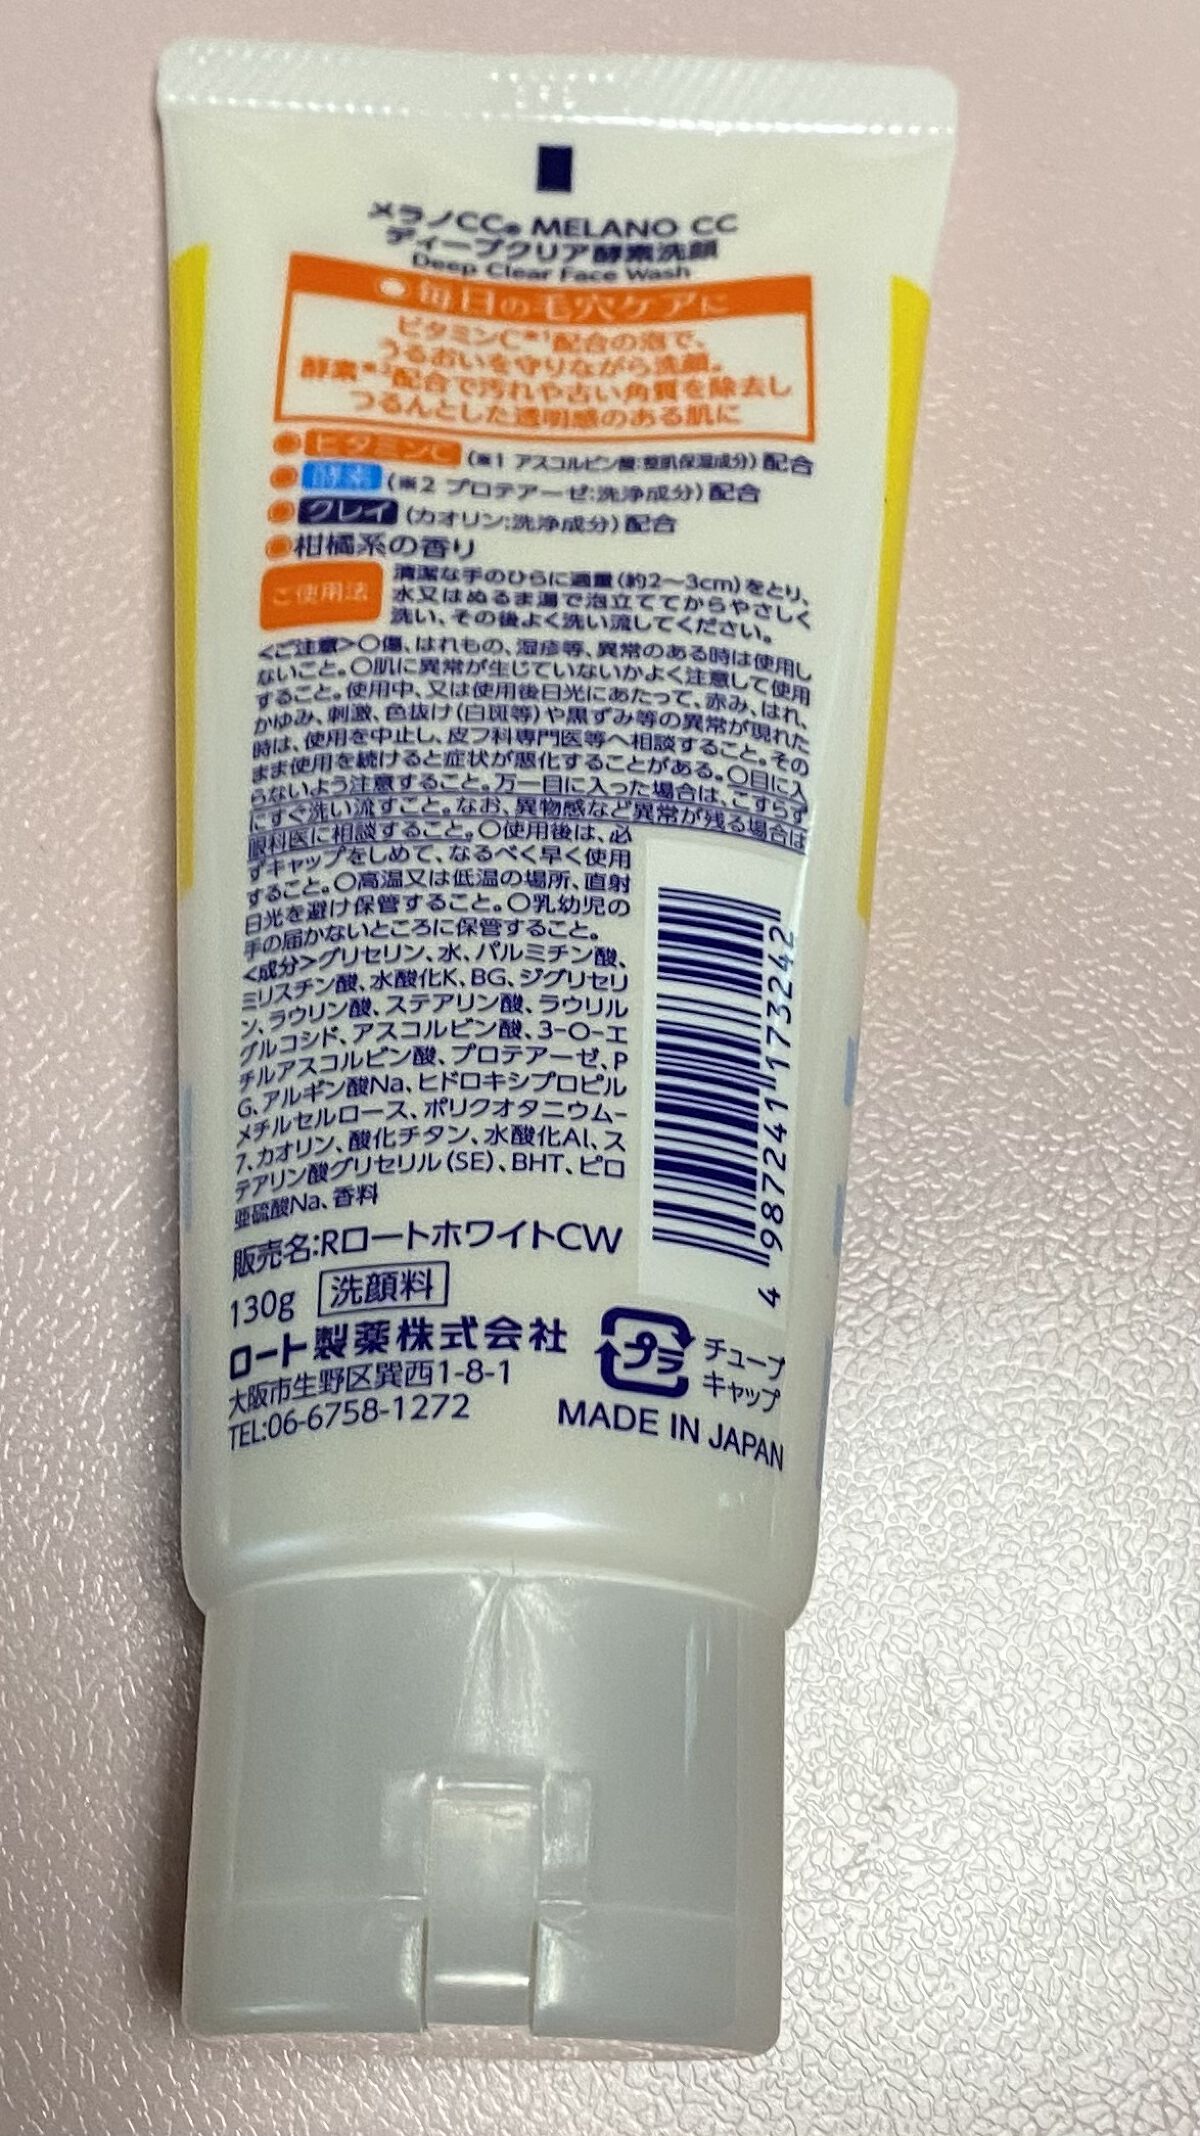 メラノCC® MELANO CC
ディープクリア酵素洗顔
Deep Clear Face Wash
毎日の毛穴ケアに
ビタミンC※1配合の泡で、
うるおいを守りながら洗顔。
酵素※2配合で汚れや古い角質を除去し
つるんとした透明感のある肌に
●ビタミンC(※1 アスコルビン酸:整肌保湿成分)配合
●酵素(※2 プロテアーゼ:洗浄成分)配合
●クレイ(カオリン:洗浄成分)配合
●柑橘系の香り
ご使用法
清潔な手のひらに適量(約2〜3cm)をとり、
水又はぬるま湯で泡立ててからやさしく
洗い、その後よく洗い流してください。
<ご注意>○傷、はれもの、湿疹等、異常のある時は使用し
ないこと。○肌に異常が生じていないかよく注意して使用
すること。使用中、又は使用後日光にあたって、赤み、はれ、
かゆみ、刺激、色抜け(白斑等)や黒ずみ等の異常が現れた
時は、使用を中止し、皮フ科専門医等へ相談すること。その
まま使用を続けると症状が悪化することがある。○目に入
らないよう注意すること。万一目に入った場合は、こすらず
にすぐ洗い流すこと。なお、異物感など異常が残る場合は
眼科医に相談すること。○使用後は、必
ずキャップをしめて、なるべく早く使用
すること。○高温又は低温の場所、直射
日光を避け保管すること。○乳幼児の
手の届かないところに保管すること。
<成分>グリセリン、水、パルミチン酸、
ミリスチン酸、水酸化K、BG、ジグリセリ
ン、ラウリン酸、ステアリン酸、ラウリル
グルコシド、アスコルビン酸、3-O-エ
チルアスコルビン酸、プロテアーゼ、P
G、アルギン酸Na、ヒドロキシプロピル
メチルセルロース、ポリクオタニウム-
7、カオリン、酸化チタン、水酸化Al、ス
テアリン酸グリセリル(SE)、BHT、ピロ
亜硫酸Na、香料
4 987241 173242
販売名:RロートホワイトCW
130g 洗顔料
ロート製薬株式会社
大阪市生野区巽西1-8-1
TEL:06-6758-1272
プラ
チューブ
キャップ
MADE IN JAPAN